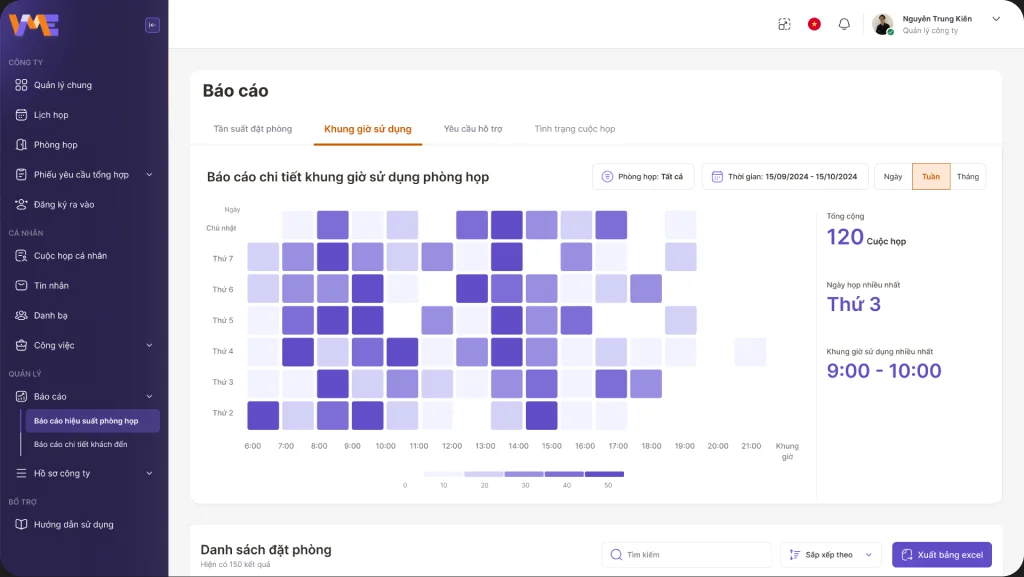 VME
CÔNG TY
Quản lý chung
Lịch họp
Phòng họp
Phiếu yêu cầu tổng hợp
Đăng ký ra vào
CÁ NHÂN
Cuộc họp cá nhân
Tin nhắn
Danh bạ
Công việc
QUẢN LÝ
Báo cáo
Báo cáo hiệu suất phòng họp
Báo cáo chi tiết khách đến
Hồ sơ công ty
BỔ TRỢ
Hướng dẫn sử dụng
Nguyễn Trung Kiên
Quản lý công ty
Báo cáo
Tần suất đặt phòng
Khung giờ sử dụng
Yêu cầu hỗ trợ
Tình trạng cuộc họp
Báo cáo chi tiết khung giờ sử dụng phòng họp
Phòng họp: Tất cả
Thời gian: 15/09/2024 - 15/10/2024
Ngày
Tuần
Tháng
Ngày
Chủ nhật
Thứ 7
Thứ 6
Thứ 5
Thứ 4
Thứ 3
Thứ 2
6:00 7:00 8:00 9:00 10:00 11:00 12:00 13:00 14:00 15:00 16:00 17:00 18:00 19:00 20:00 21:00 Khung
giờ
0 10 20 30 40 50
Tổng cộng
120 Cuộc họp
Ngày họp nhiều nhất
Thứ 3
Khung giờ sử dụng nhiều nhất
9:00 - 10:00
Danh sách đặt phòng
Hiện có 150 kết quả
Tìm kiếm
Sắp xếp theo
Xuất bảng excel